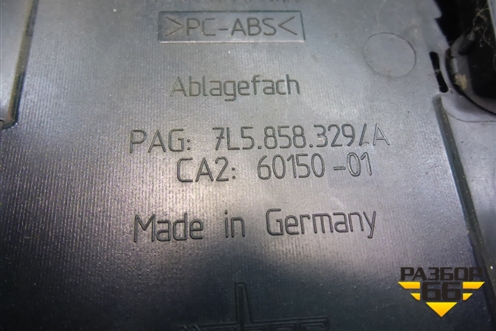 >PC-ABS<
Ablagefach
PAG: 7L5.858.329/A
CA2: 60150-01
Made in Germany
РАЗБОР
66